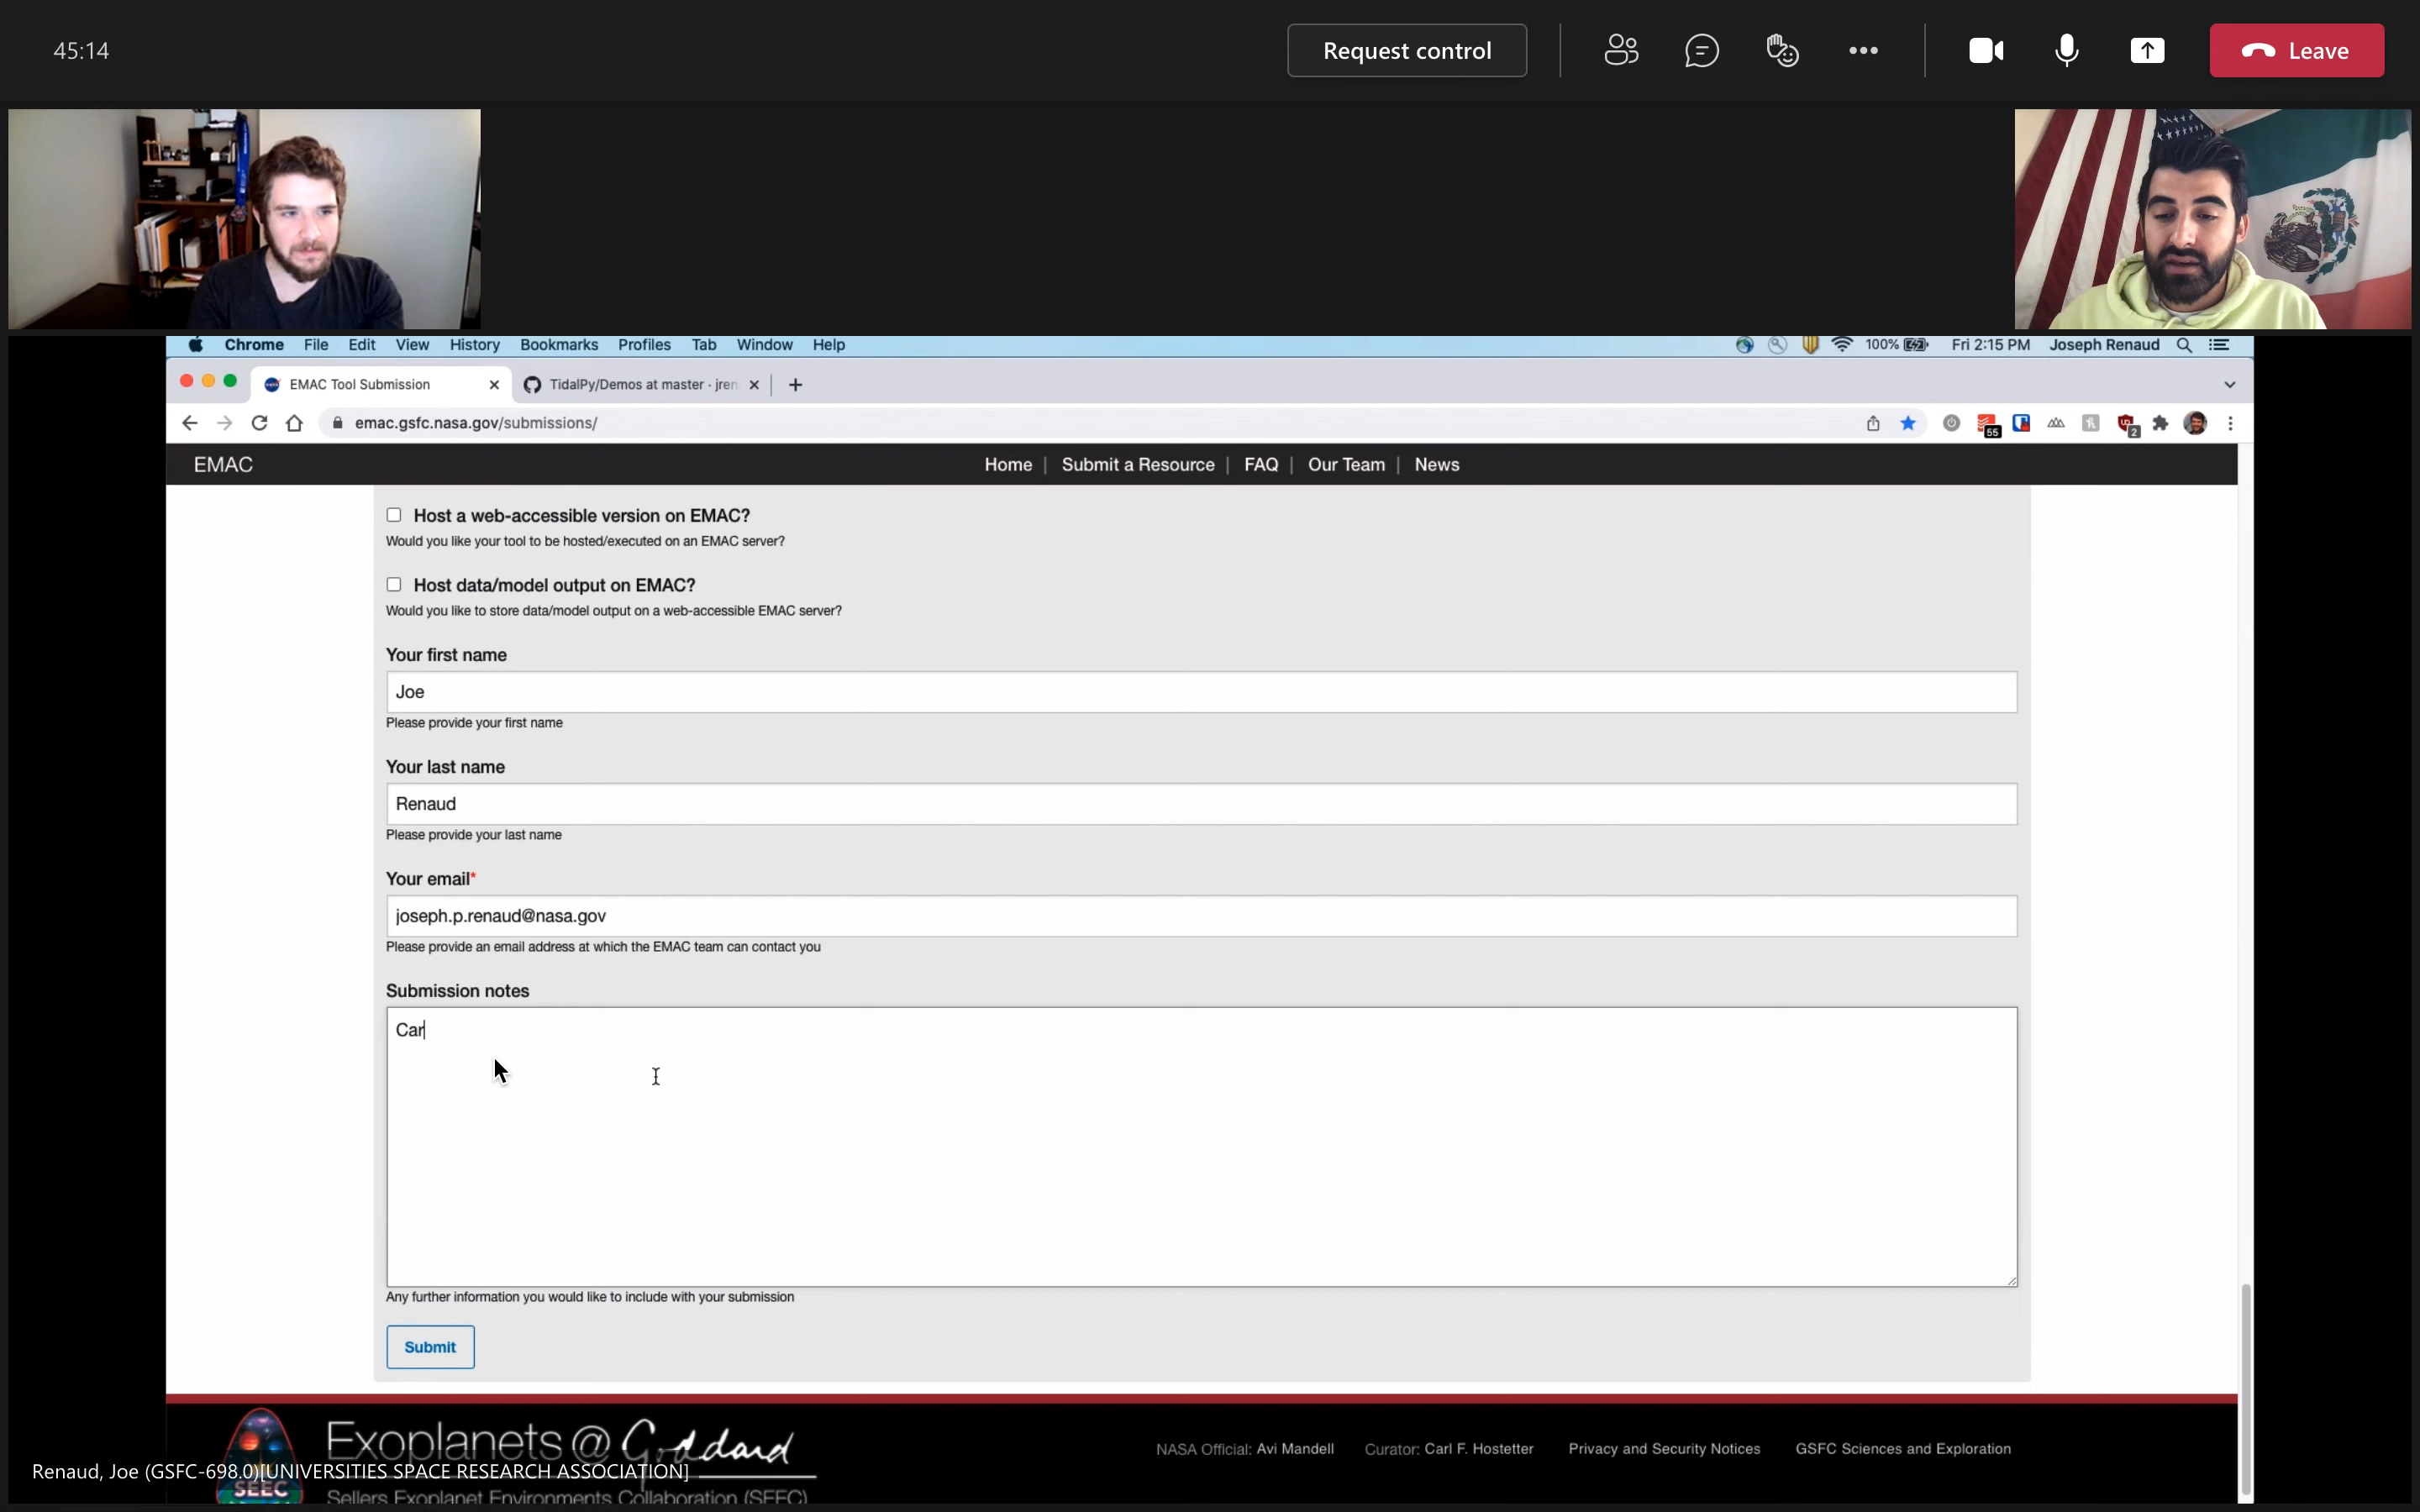 45:14
Request control
Leave
Chrome File Edit View History Bookmarks Profiles Tab Window Help
100% Fri 2:15 PM Joseph Renaud
EMAC Tool Submission
TidalPy/Demos at master · jren
emac.gsfc.nasa.gov/submissions/
55
2
EMAC
Home | Submit a Resource | FAQ | Our Team | News
Host a web-accessible version on EMAC?
Would you like your tool to be hosted/executed on an EMAC server?
Host data/model output on EMAC?
Would you like to store data/model output on a web-accessible EMAC server?
Your first name
Joe
Please provide your first name
Your last name
Renaud
Please provide your last name
Your email*
joseph.p.renaud@nasa.gov
Please provide an email address at which the EMAC team can contact you
Submission notes
Car
Any further information you would like to include with your submission
Submit
Exoplanets @ Goddard
NASA Official: Avi Mandell Curator: Carl F. Hostetter Privacy and Security Notices GSFC Sciences and Exploration
Renaud, Joe (GSFC-698.0)[UNIVERSITIES SPACE RESEARCH ASSOCIATION]
SEEC
Sellers Exoplanet Environments Collaboration (SEEC)